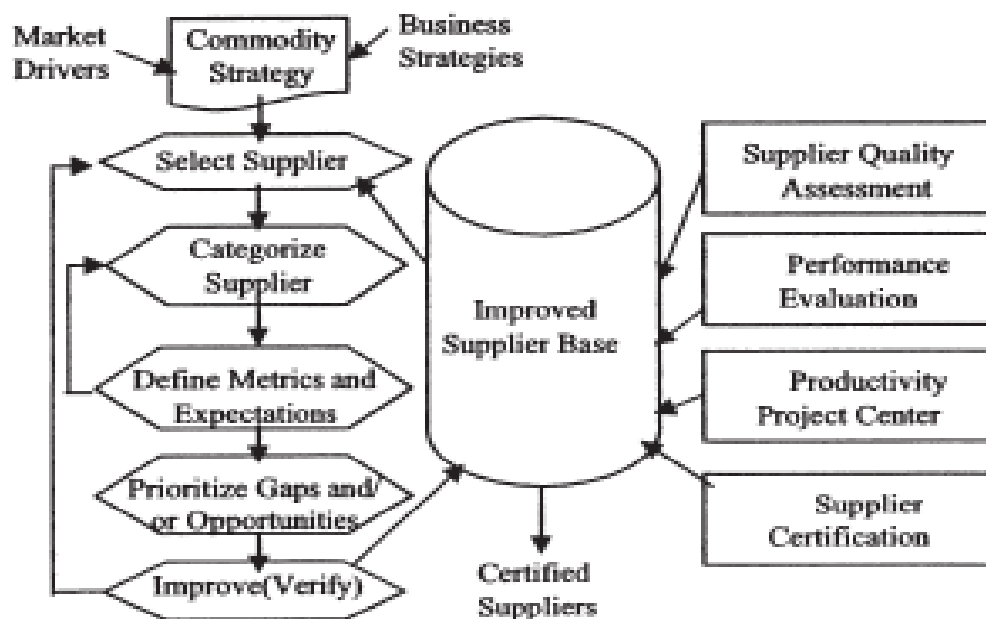 Market
Drivers
Commodity
Strategy
Business
Strategies
Select Supplier
Categorize
Supplier
Define Metrics and
Expectations
Prioritize Gaps and/
or Opportunities
Improve(Verify)
Improved
Supplier Base
Certified
Suppliers
Supplier Quality
Assessment
Performance
Evaluation
Productivity
Project Center
Supplier
Certification